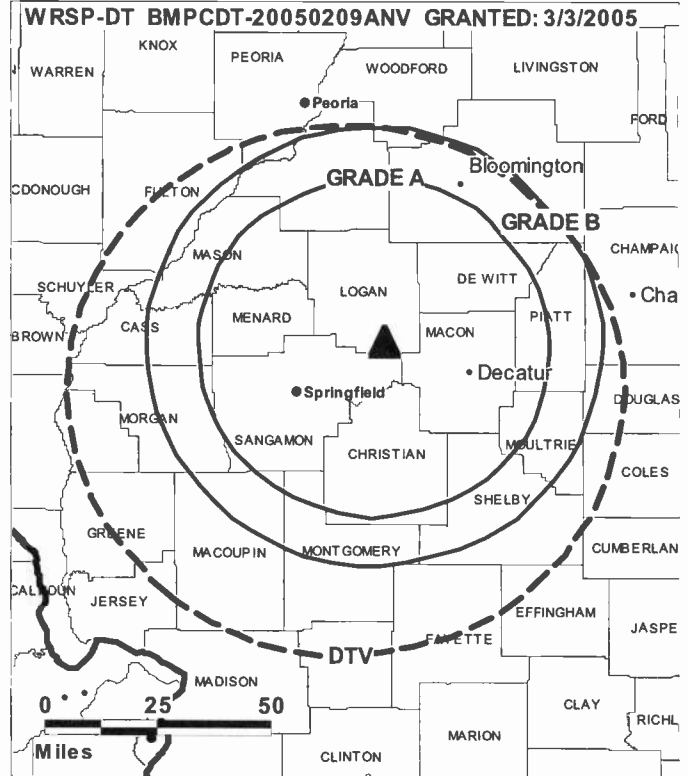 WRSP-DT BMPCDT-20050209ANV GRANTED: 3/3/2005
KNOX
PEORIA
WOODFORD
LIVINGSTON
WARREN
Peoria
FORD
Bloomington
GRADE A
CDONOUGH
FULTON
GRADE B
CHAMPAIG
MASON
DE WITT
SCHUYLER
LOGAN
Cha
MENARD
PIATT
CASS
MACON
BROWN
Decatur
Springfield
DOUGLAS
MORGAN
SANGAMON
CHRISTIAN
MOULTRIE
COLES
SHELBY
GREENE
MACOUPIN
MONTGOMERY
CUMBERLAN
CALHOUN
JERSEY
EFFINGHAM
JASPE
FAYETTE
DTV
MADISON
0 25 50
CLAY
RICHL
MARION
Miles
CLINTON